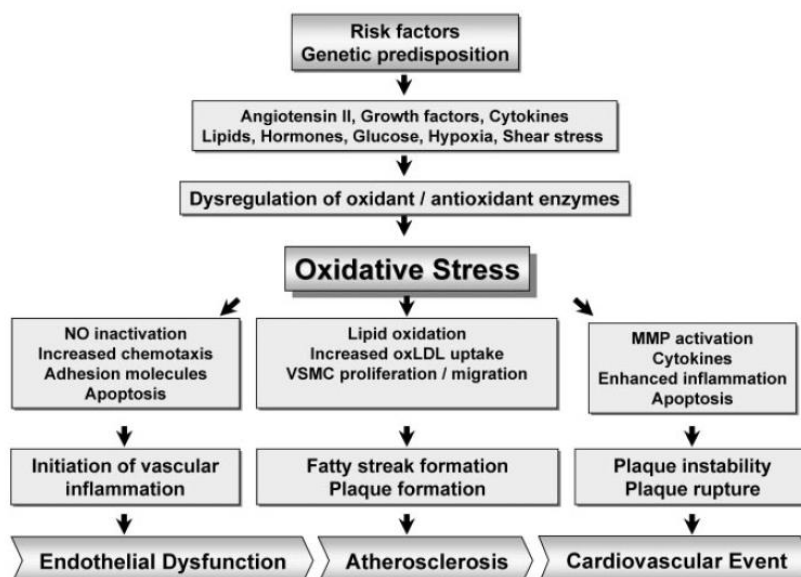 Risk factors
Genetic predisposition
Angiotensin II, Growth factors, Cytokines
Lipids, Hormones, Glucose, Hypoxia, Shear stress
Dysregulation of oxidant / antioxidant enzymes
Oxidative Stress
NO inactivation
Increased chemotaxis
Adhesion molecules
Apoptosis
Lipid oxidation
Increased oxLDL uptake
VSMC proliferation / migration
MMP activation
Cytokines
Enhanced inflammation
Apoptosis
Initiation of vascular
inflammation
Fatty streak formation
Plaque formation
Plaque instability
Plaque rupture
Endothelial Dysfunction
Atherosclerosis
Cardiovascular Event